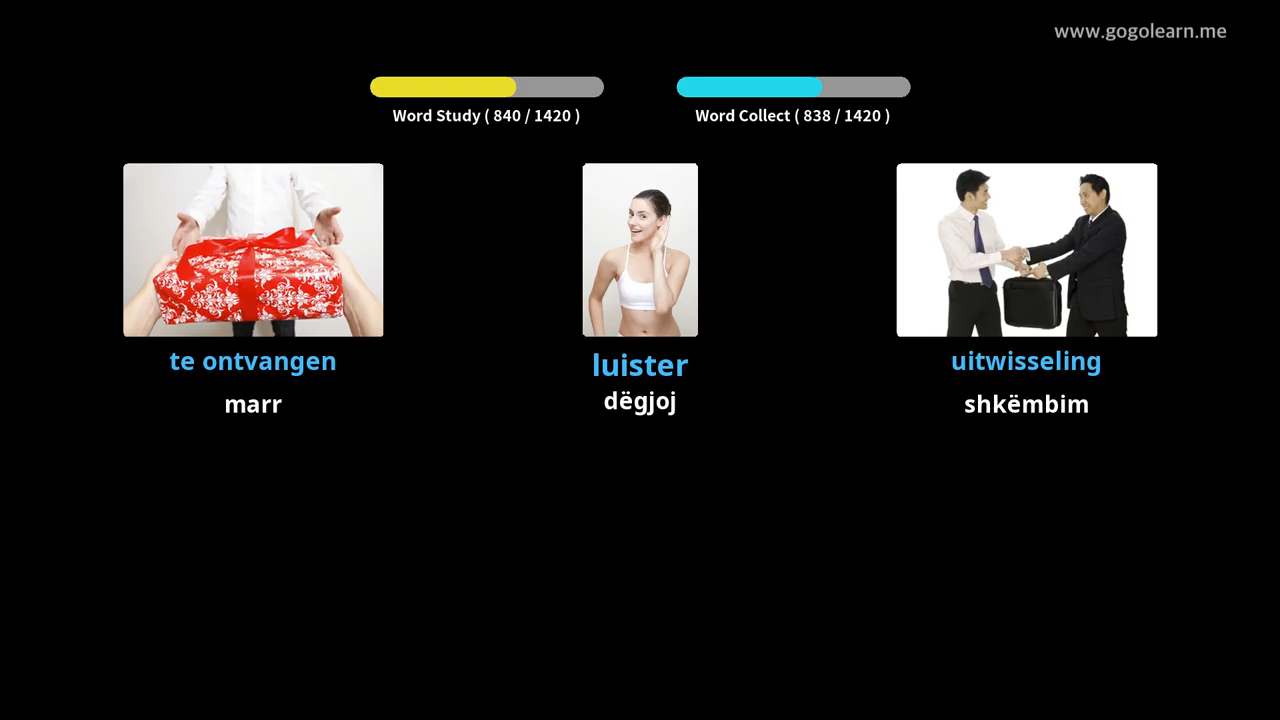 www.gogolearn.me
Word Study ( 840 / 1420 )
Word Collect ( 838 / 1420 )
te ontvangen
luister
uitwisseling
marr
dëgjoj
shkëmbim